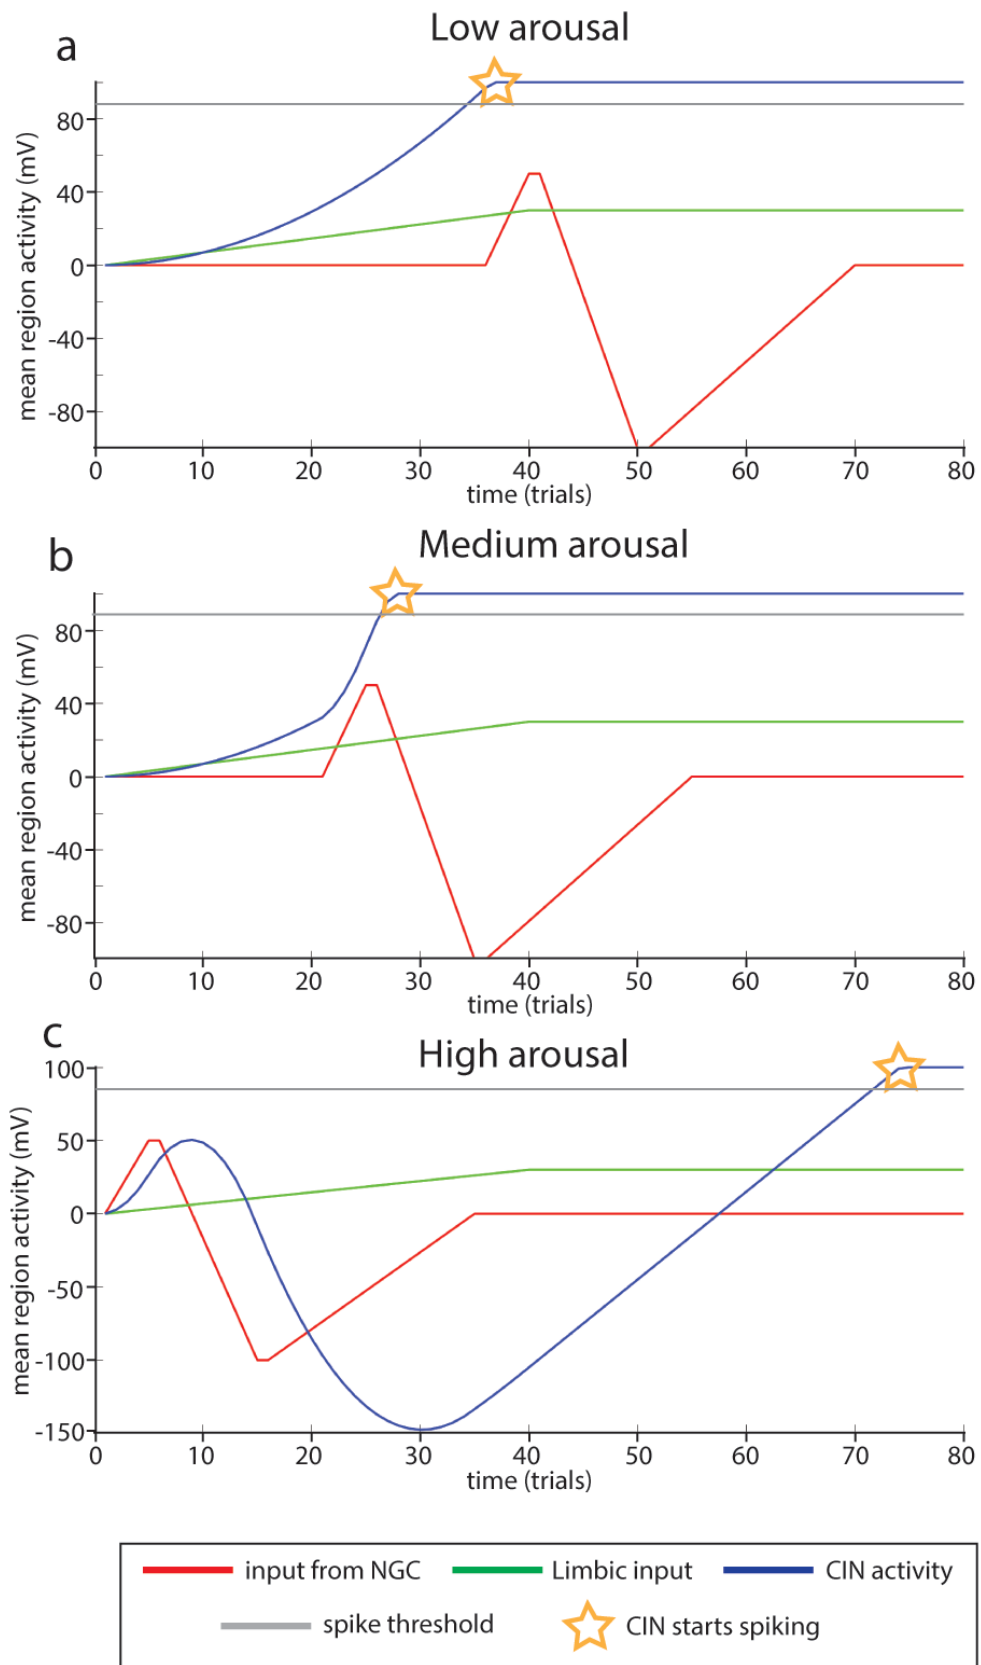 a
Low arousal
mean region activity (mV)
80
40
0
-40
-80
0 10 20 30 40 50 60 70 80
time (trials)
b
Medium arousal
mean region activity (mV)
80
40
0
-40
-80
0 10 20 30 40 50 60 70 80
time (trials)
c
High arousal
mean region activity (mV)
100
50
0
-50
-100
-150
0 10 20 30 40 50 60 70 80
time (trials)
input from NGC Limbic input CIN activity
spike threshold CIN starts spiking